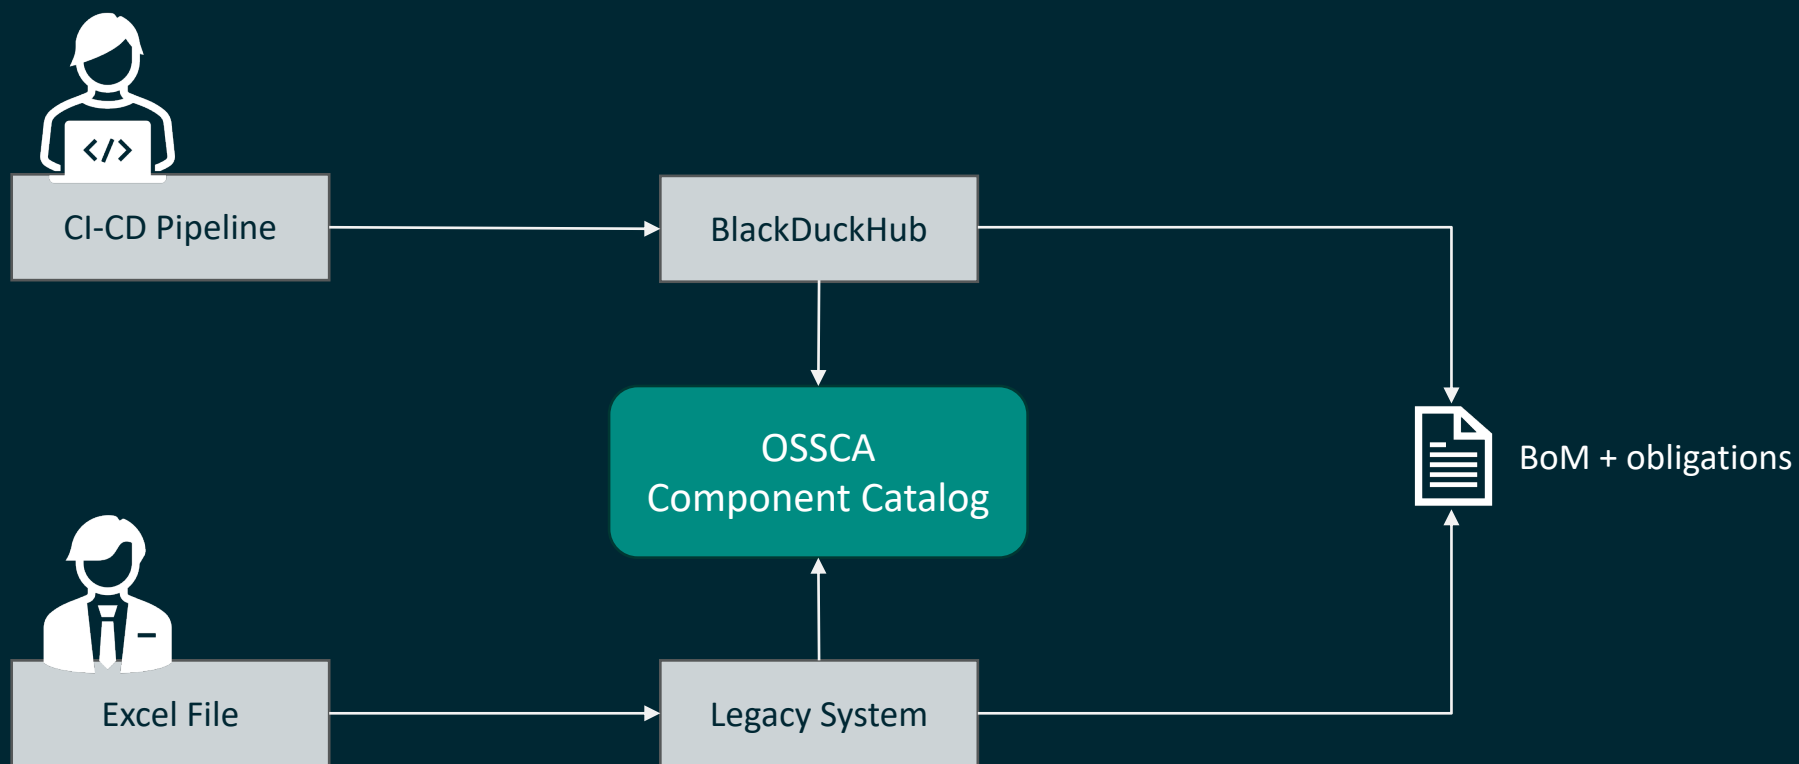 </>
CI-CD Pipeline
BlackDuckHub
OSSCA
Component Catalog
BoM + obligations
Excel File
Legacy System